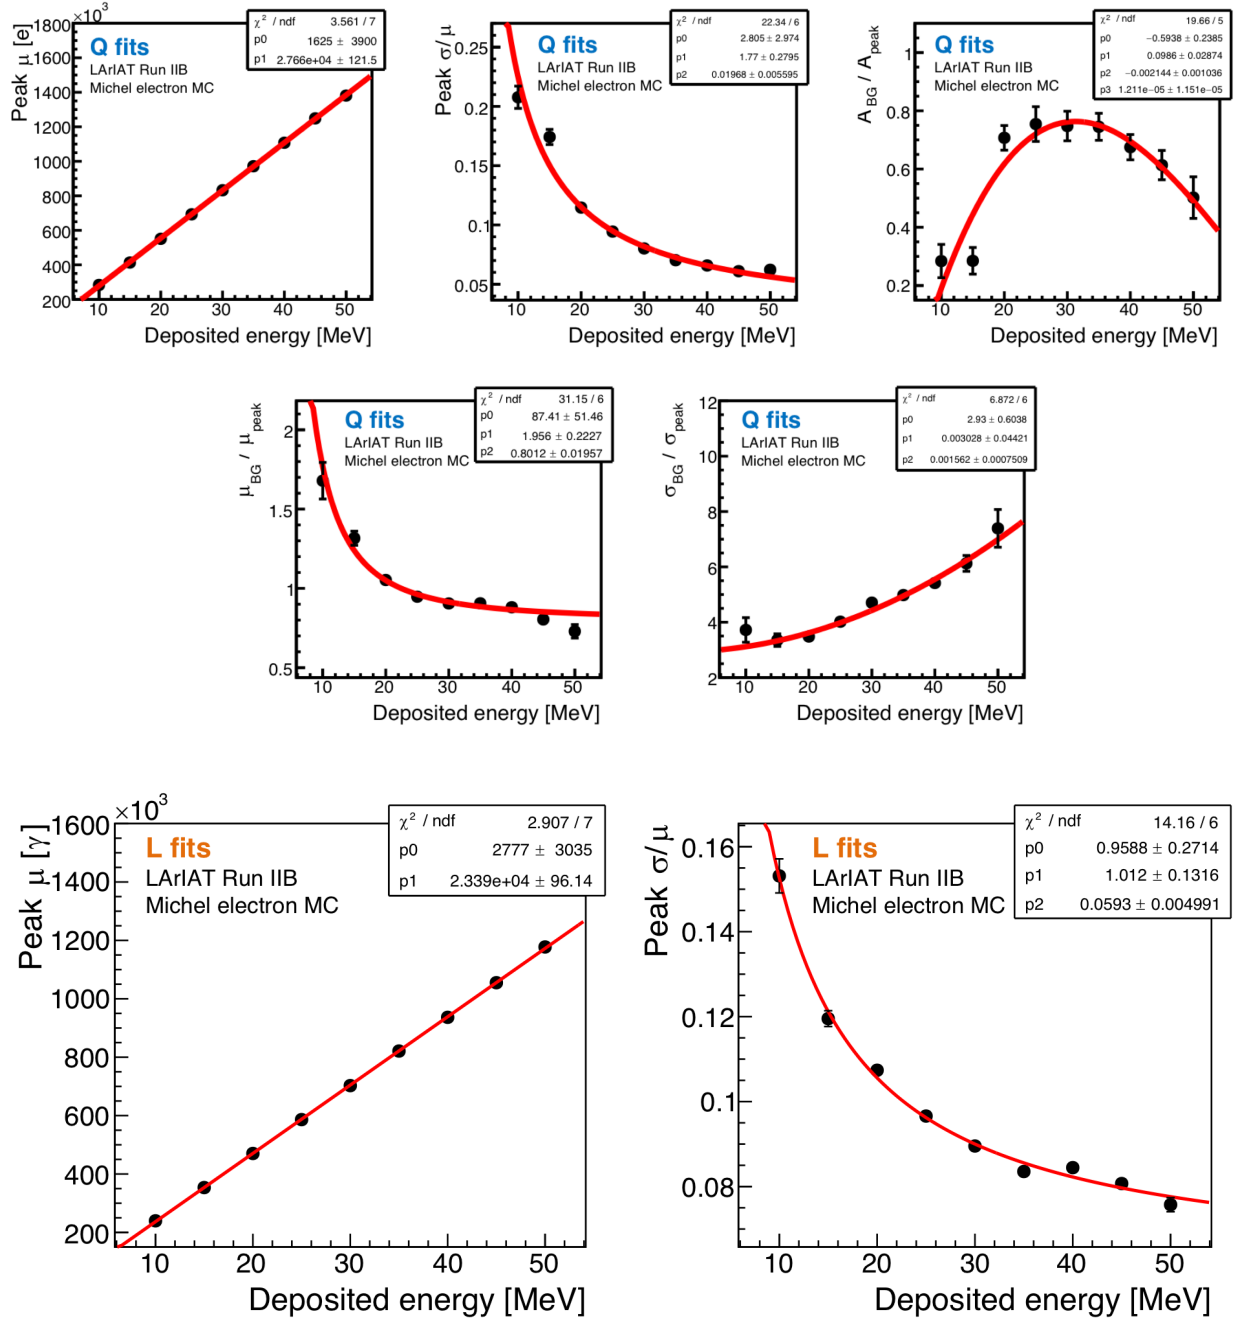 ×10³
Peak μ [e]
1800
1600
1400
1200
1000
800
600
400
200
10 20 30 40 50
Deposited energy [MeV]
Q fits
LArIAT Run IIB
Michel electron MC
χ² / ndf 3.561 / 7
p0 1625 ± 3900
p1 2.766e+04 ± 121.5
Peak σ/μ
0.25
0.2
0.15
0.1
0.05
10 20 30 40 50
Deposited energy [MeV]
Q fits
LArIAT Run IIB
Michel electron MC
χ² / ndf 22.34 / 6
p0 2.805 ± 2.974
p1 1.77 ± 0.2795
p2 0.01968 ± 0.005595
A_BG / A_peak
1
0.8
0.6
0.4
0.2
10 20 30 40 50
Deposited energy [MeV]
Q fits
LArIAT Run IIB
Michel electron MC
χ² / ndf 19.66 / 5
p0 −0.5938 ± 0.2385
p1 0.0986 ± 0.02874
p2 −0.002144 ± 0.001036
p3 1.211e−05 ± 1.151e−05
μ_BG / μ_peak
2
1.5
1
0.5
10 20 30 40 50
Deposited energy [MeV]
Q fits
LArIAT Run IIB
Michel electron MC
χ² / ndf 31.15 / 6
p0 87.41 ± 51.46
p1 1.956 ± 0.2227
p2 0.8012 ± 0.01957
σ_BG / σ_peak
12
10
8
6
4
2
10 20 30 40 50
Deposited energy [MeV]
Q fits
LArIAT Run IIB
Michel electron MC
χ² / ndf 6.872 / 6
p0 2.93 ± 0.6038
p1 0.003028 ± 0.04421
p2 0.001562 ± 0.0007509
×10³
Peak μ [γ]
1600
1400
1200
1000
800
600
400
200
10 20 30 40 50
Deposited energy [MeV]
L fits
LArIAT Run IIB
Michel electron MC
χ² / ndf 2.907 / 7
p0 2777 ± 3035
p1 2.339e+04 ± 96.14
Peak σ/μ
0.16
0.14
0.12
0.1
0.08
10 20 30 40 50
Deposited energy [MeV]
L fits
LArIAT Run IIB
Michel electron MC
χ² / ndf 14.16 / 6
p0 0.9588 ± 0.2714
p1 1.012 ± 0.1316
p2 0.0593 ± 0.004991